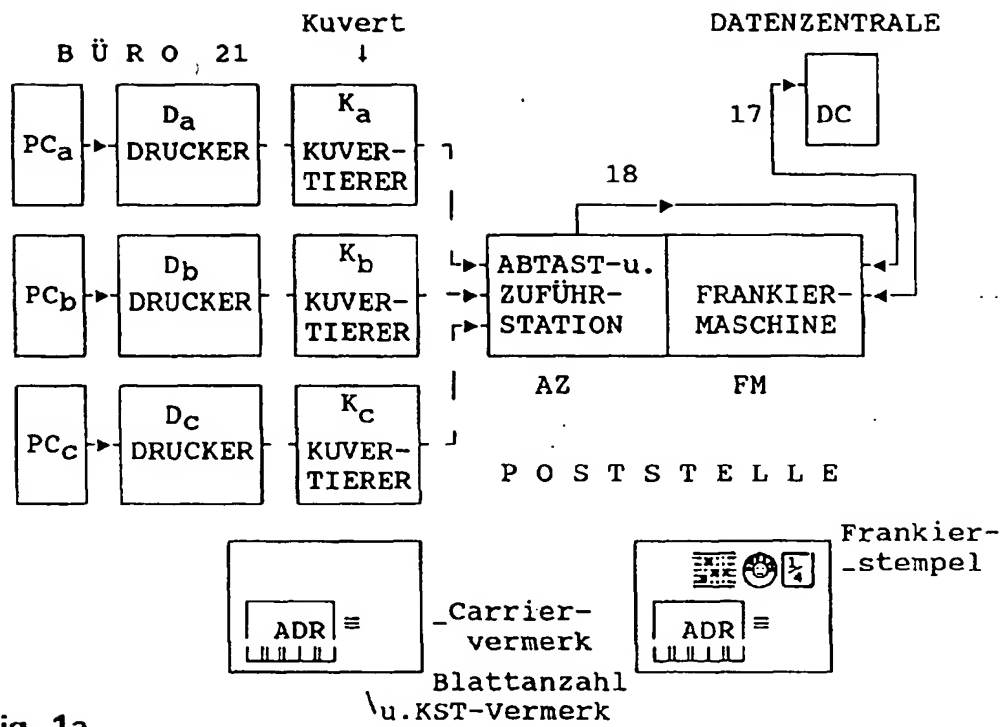 Kuvert
↓
DATENZENTRALE
B Ü R O 21
PCa
Da
DRUCKER
Ka
KUVER-
TIERER
17
DC
18
PCb
Db
DRUCKER
Kb
KUVER-
TIERER
ABTAST-u.
ZUFÜHR-
STATION
FRANKIER-
MASCHINE
AZ
FM
PCc
Dc
DRUCKER
Kc
KUVER-
TIERER
P O S T S T E L L E
ADR ≡
Carrier-
vermerk
Blattanzahl
u.KST-Vermerk
Frankier-
stempel
1/4
ADR ≡